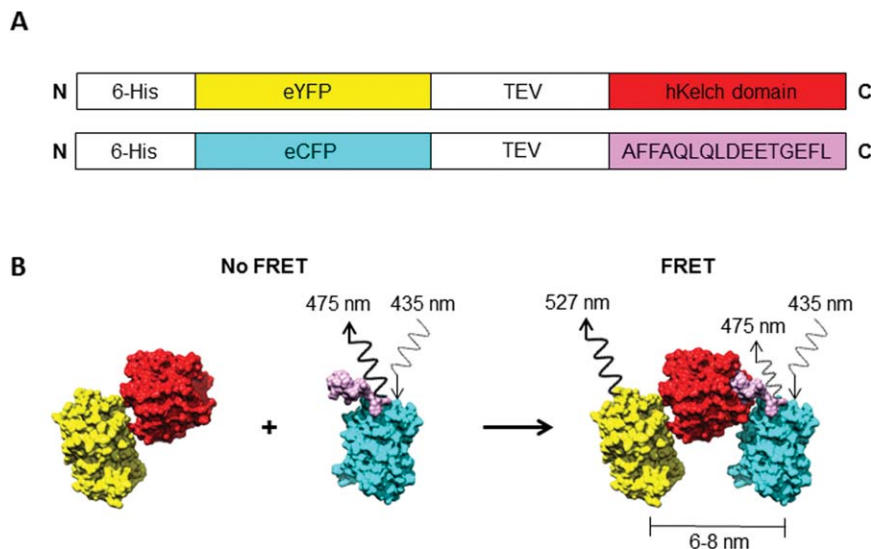 A
N 6-His eYFP TEV hKelch domain C
N 6-His eCFP TEV AFFAQLQLDEETGEFL C
B
No FRET FRET
475 nm 435 nm 527 nm 475 nm 435 nm
+
6-8 nm